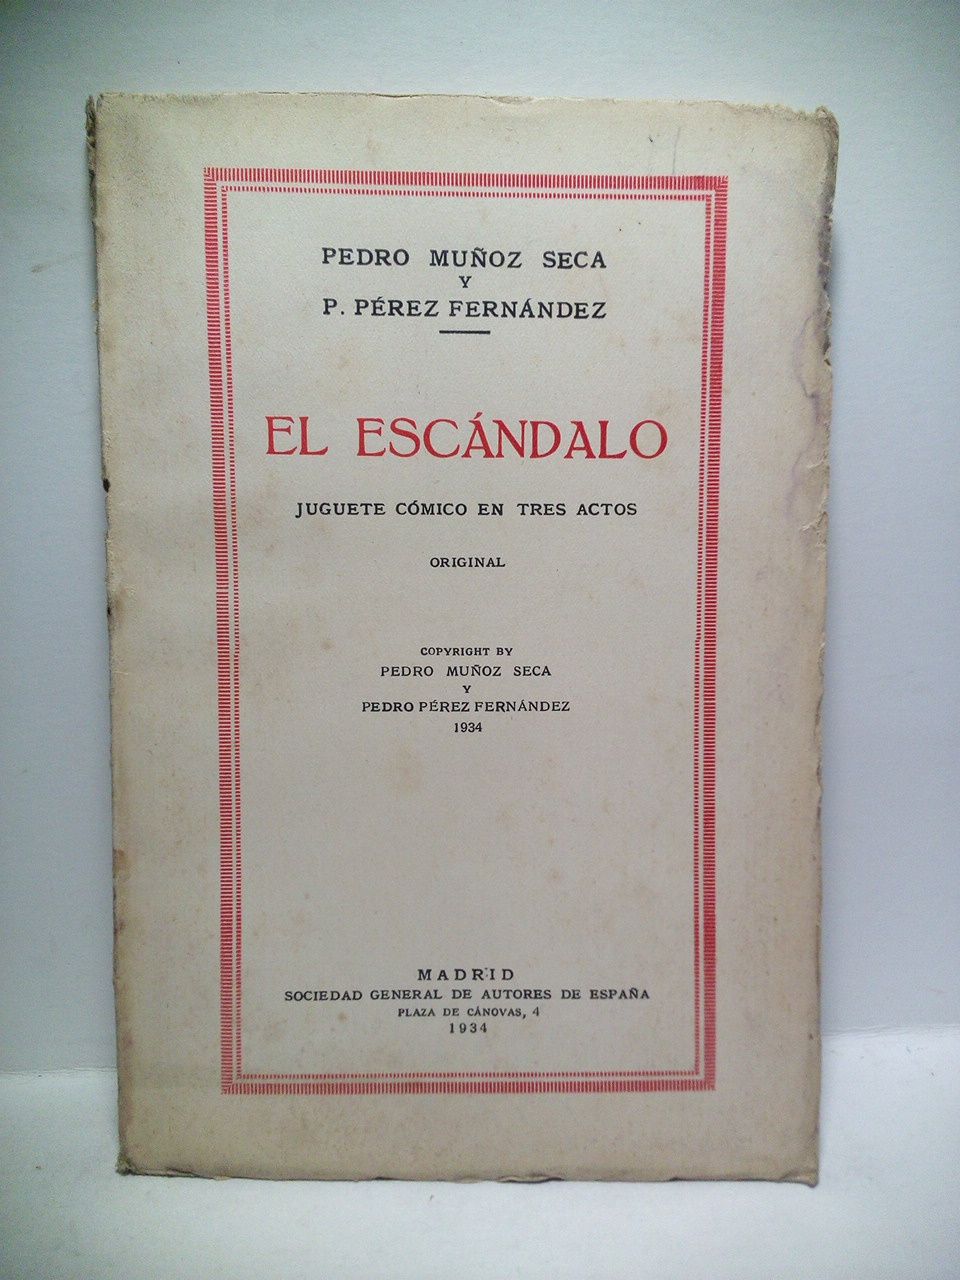 PEDRO MUÑOZ SECA
Y
P. PÉREZ FERNÁNDEZ
EL ESCÁNDALO
JUGUETE CÓMICO EN TRES ACTOS
ORIGINAL
COPYRIGHT BY
PEDRO MUÑOZ SECA
Y
PEDRO PÉREZ FERNÁNDEZ
1934
MADRID
SOCIEDAD GENERAL DE AUTORES DE ESPAÑA
PLAZA DE CÁNOVAS, 4
1934